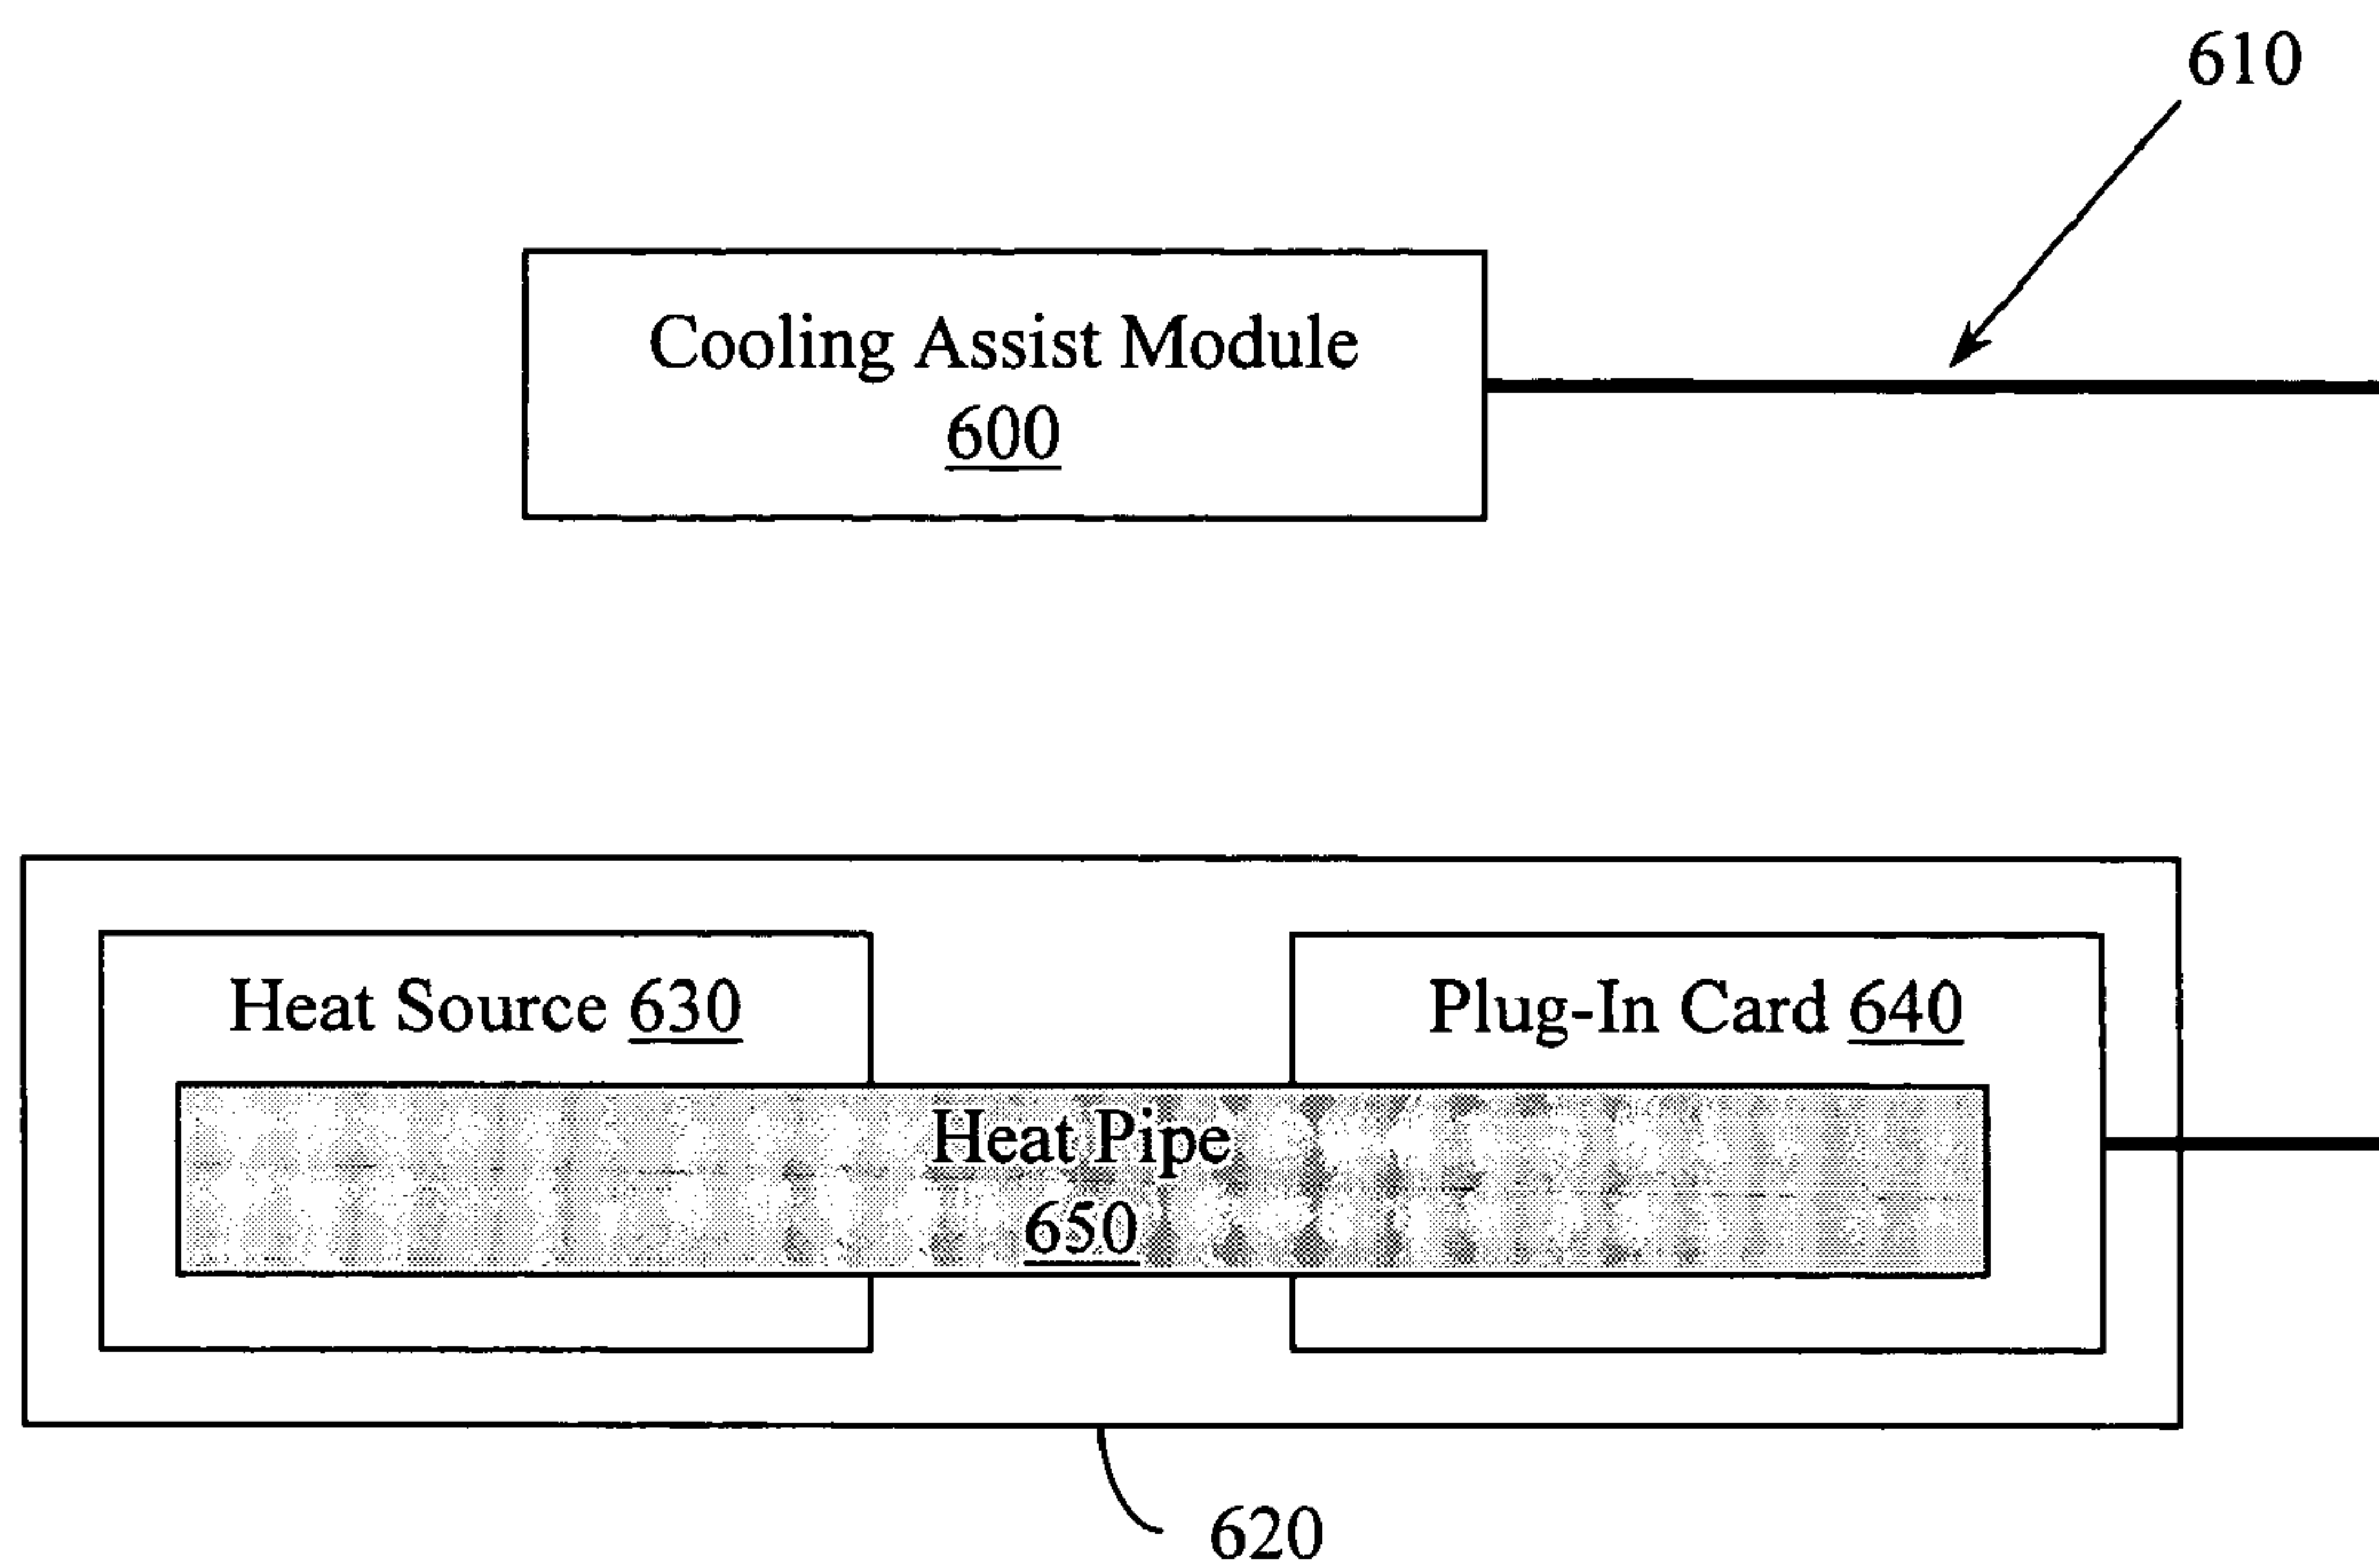 610
Cooling Assist Module
600
Heat Source 630
Plug-In Card 640
Heat Pipe
650
620